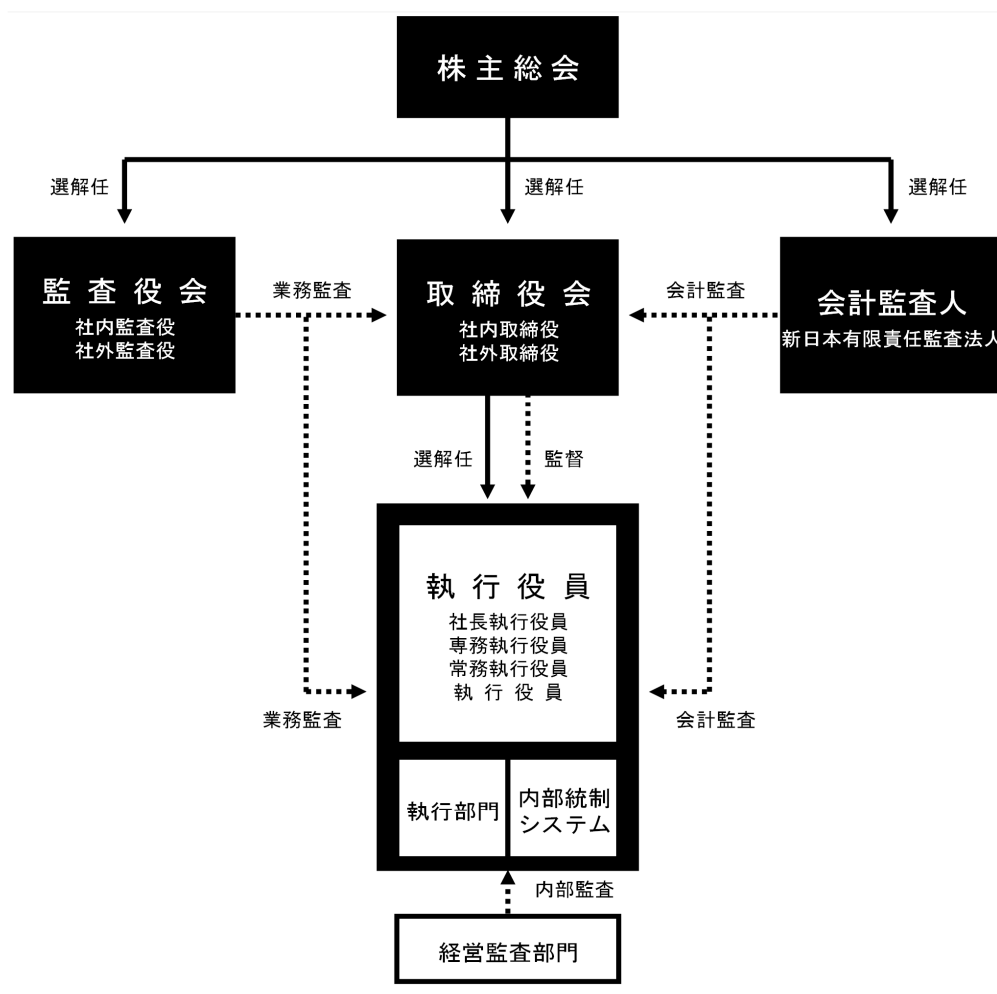 株主総会
選解任
選解任
選解任
監査役会
社内監査役
社外監査役
業務監査
取締役会
社内取締役
社外取締役
会計監査
会計監査人
新日本有限責任監査法人
選解任
監督
執行役員
社長執行役員
専務執行役員
常務執行役員
執行役員
業務監査
会計監査
執行部門
内部統制
システム
内部監査
経営監査部門